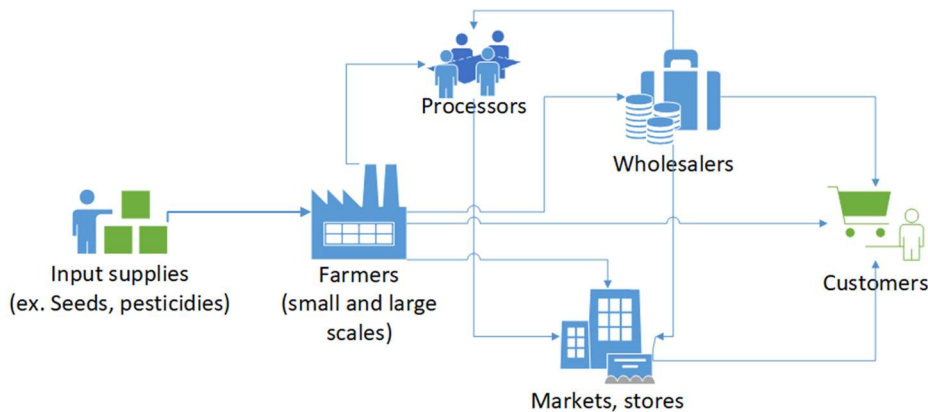 Processors
Wholesalers
Input supplies
(ex. Seeds, pesticidies)
Farmers
(small and large
scales)
Customers
Markets, stores